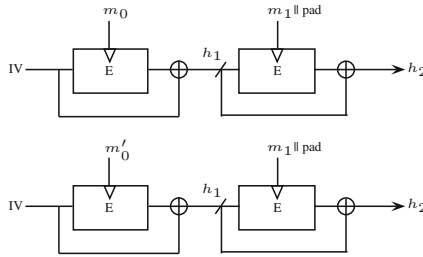 m₀ m₁‖pad
IV E h₁ E h₂
m′₀ m₁‖pad
IV E h₁ E h₂